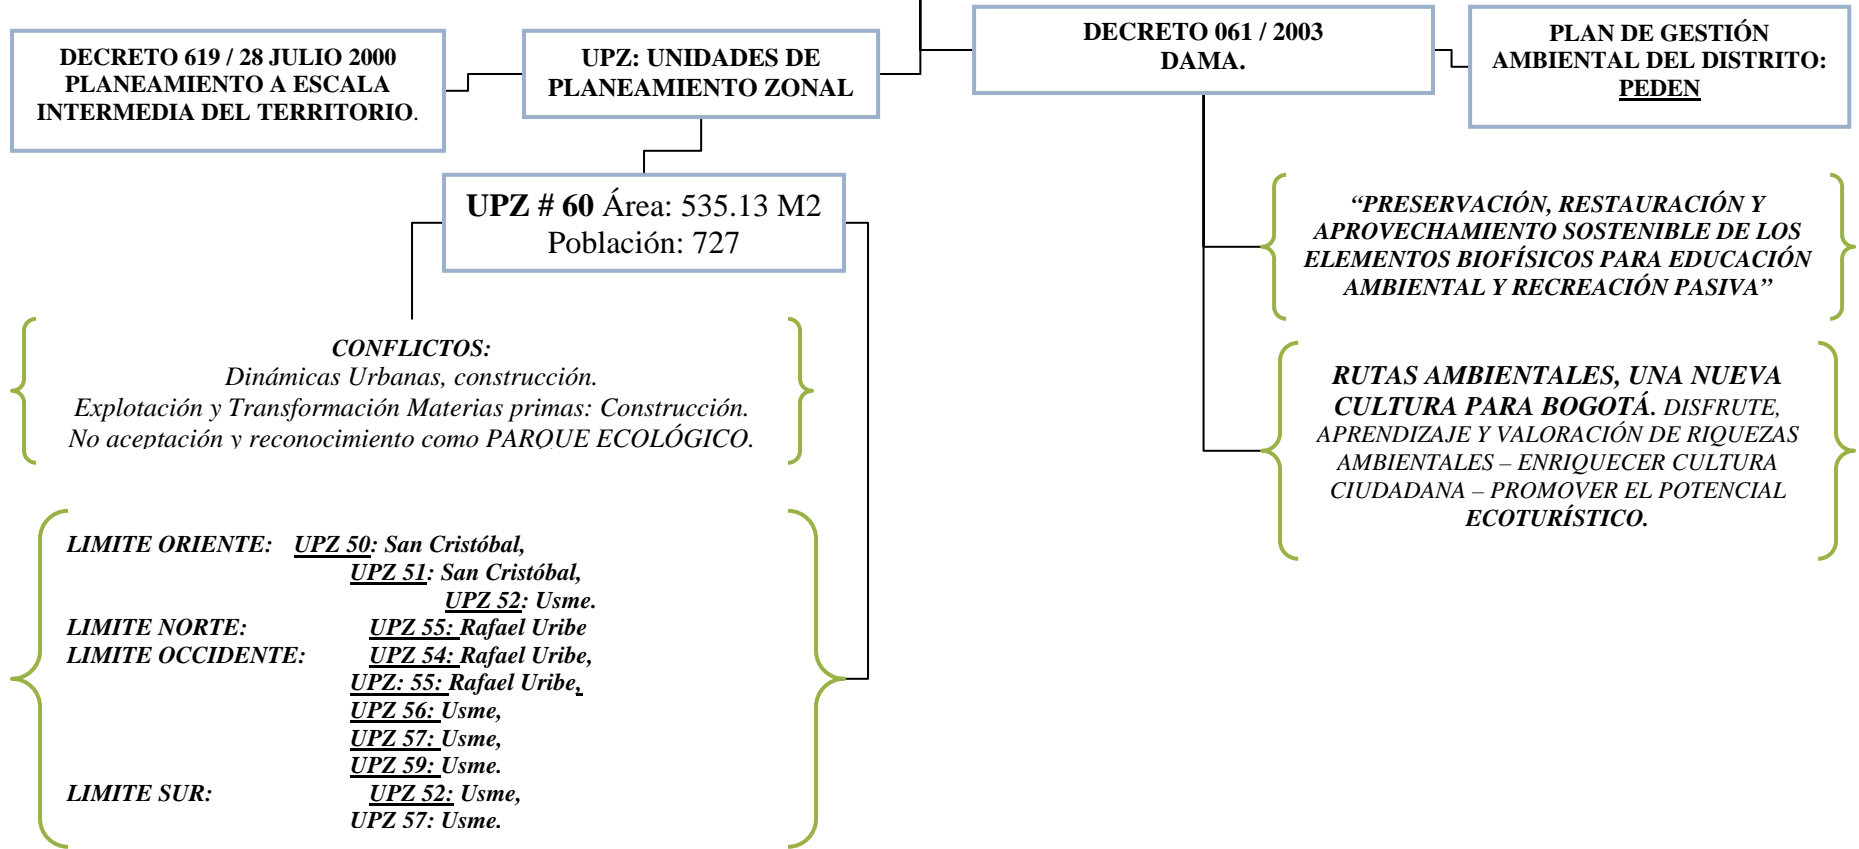 DECRETO 619 / 28 JULIO 2000
PLANEAMIENTO A ESCALA
INTERMEDIA DEL TERRITORIO.
UPZ: UNIDADES DE
PLANEAMIENTO ZONAL
DECRETO 061 / 2003
DAMA.
PLAN DE GESTIÓN
AMBIENTAL DEL DISTRITO:
PEDEN
UPZ # 60 Área: 535.13 M2
Población: 727
“PRESERVACIÓN, RESTAURACIÓN Y
APROVECHAMIENTO SOSTENIBLE DE LOS
ELEMENTOS BIOFÍSICOS PARA EDUCACIÓN
AMBIENTAL Y RECREACIÓN PASIVA”
CONFLICTOS:
Dinámicas Urbanas, construcción.
Explotación y Transformación Materias primas: Construcción.
No aceptación y reconocimiento como PARQUE ECOLÓGICO.
RUTAS AMBIENTALES, UNA NUEVA
CULTURA PARA BOGOTÁ. DISFRUTE,
APRENDIZAJE Y VALORACIÓN DE RIQUEZAS
AMBIENTALES – ENRIQUECER CULTURA
CIUDADANA – PROMOVER EL POTENCIAL
ECOTURÍSTICO.
LIMITE ORIENTE: UPZ 50: San Cristóbal,
UPZ 51: San Cristóbal,
UPZ 52: Usme.
LIMITE NORTE: UPZ 55: Rafael Uribe
LIMITE OCCIDENTE: UPZ 54: Rafael Uribe,
UPZ: 55: Rafael Uribe,
UPZ 56: Usme,
UPZ 57: Usme,
UPZ 59: Usme.
LIMITE SUR: UPZ 52: Usme,
UPZ 57: Usme.